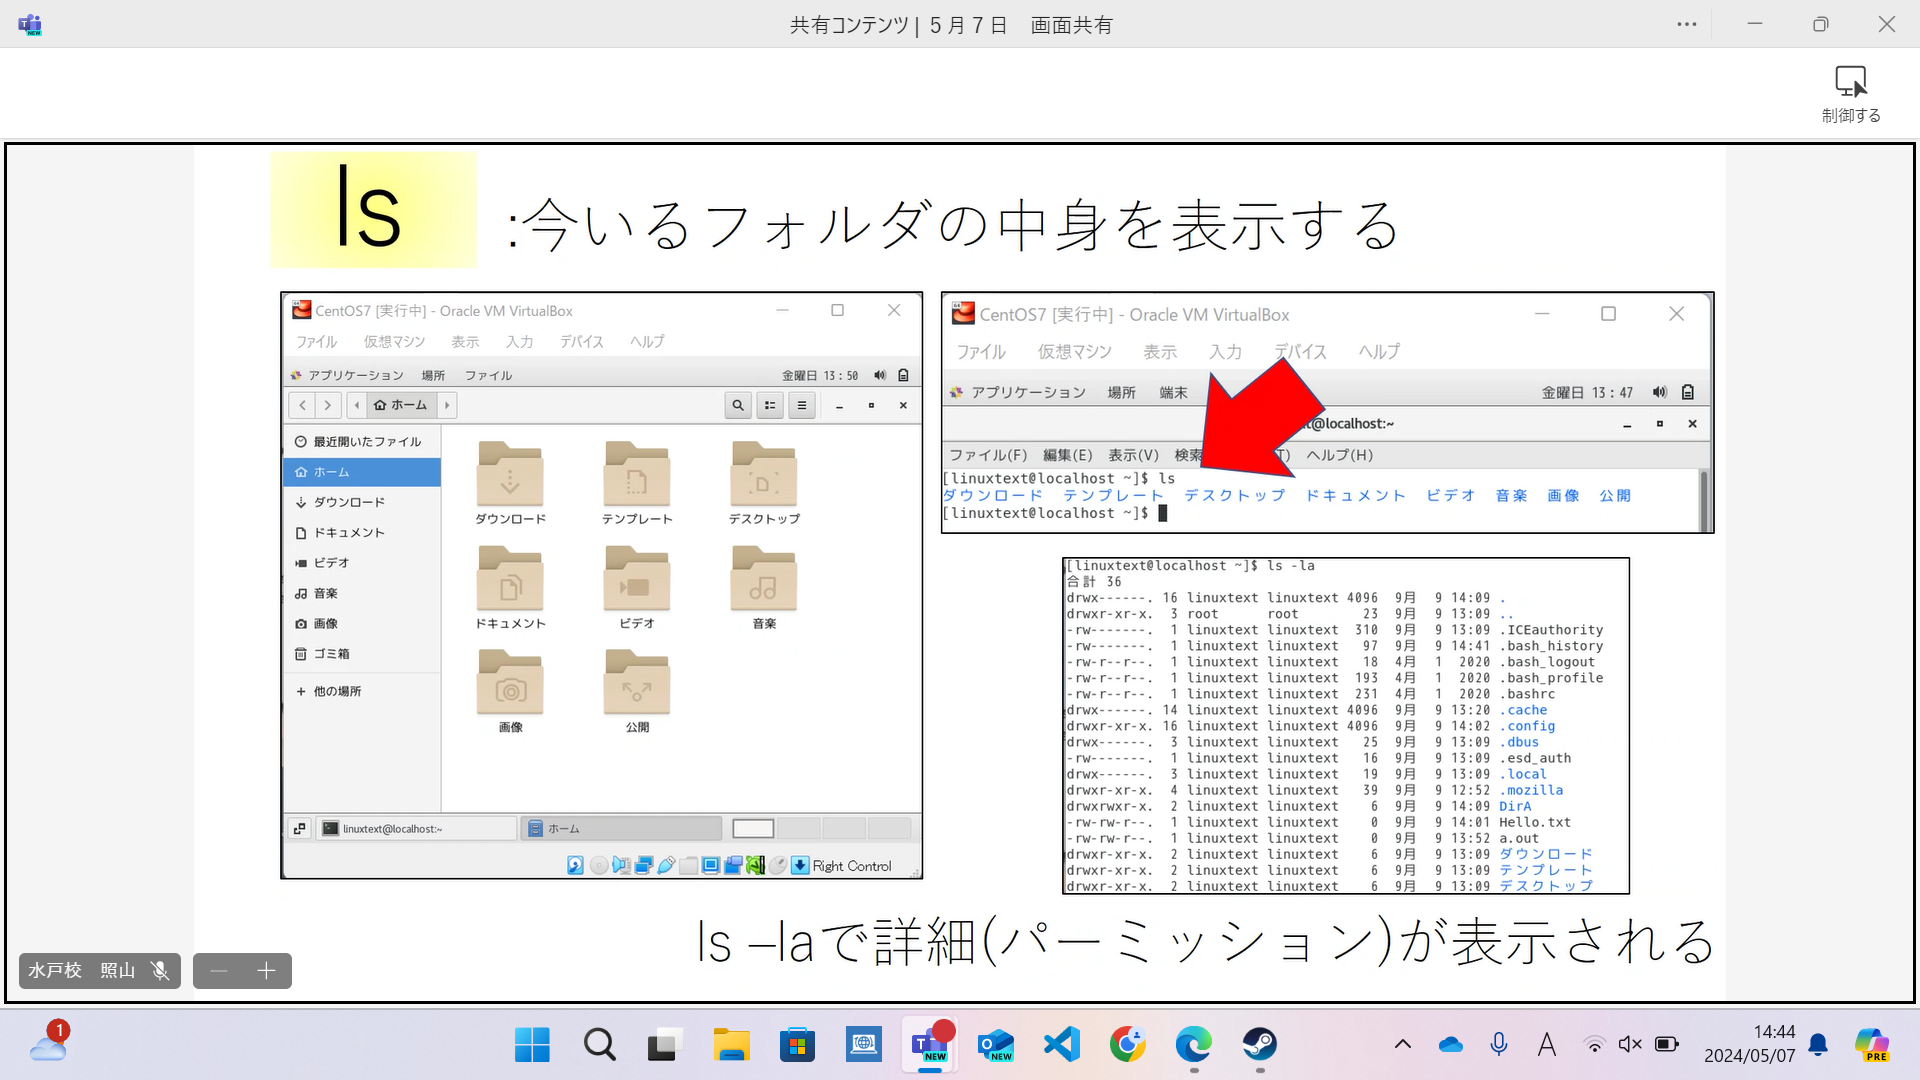 共有コンテンツ | 5月7日　画面共有
制御する
ls :今いるフォルダの中身を表示する
CentOS7 [実行中] - Oracle VM VirtualBox
ファイル 仮想マシン 表示 入力 デバイス ヘルプ
アプリケーション 場所 ファイル 金曜日 13:50
ホーム
最近開いたファイル
ホーム
ダウンロード
ドキュメント
ビデオ
音楽
画像
ゴミ箱
+ 他の場所
ダウンロード テンプレート デスクトップ
ドキュメント ビデオ 音楽
画像 公開
linuxtext@localhost:~ ホーム
Right Control
CentOS7 [実行中] - Oracle VM VirtualBox
ファイル 仮想マシン 表示 入力 デバイス ヘルプ
アプリケーション 場所 端末 金曜日 13:47
@localhost:~
ファイル(F) 編集(E) 表示(V) 検索 T) ヘルプ(H)
[linuxtext@localhost ~]$ ls
ダウンロード テンプレート デスクトップ ドキュメント ビデオ 音楽 画像 公開
[linuxtext@localhost ~]$
[linuxtext@localhost ~]$ ls -la
合計 36
drwx------. 16 linuxtext linuxtext 4096 9月 9 14:09 .
drwxr-xr-x. 3 root root 23 9月 9 13:09 ..
-rw-------. 1 linuxtext linuxtext 310 9月 9 13:09 .ICEauthority
-rw-------. 1 linuxtext linuxtext 97 9月 9 14:41 .bash_history
-rw-r--r--. 1 linuxtext linuxtext 18 4月 1 2020 .bash_logout
-rw-r--r--. 1 linuxtext linuxtext 193 4月 1 2020 .bash_profile
-rw-r--r--. 1 linuxtext linuxtext 231 4月 1 2020 .bashrc
drwx------. 14 linuxtext linuxtext 4096 9月 9 13:20 .cache
drwxr-xr-x. 16 linuxtext linuxtext 4096 9月 9 14:02 .config
drwx------. 3 linuxtext linuxtext 25 9月 9 13:09 .dbus
-rw-------. 1 linuxtext linuxtext 16 9月 9 13:09 .esd_auth
drwx------. 3 linuxtext linuxtext 19 9月 9 13:09 .local
drwxr-xr-x. 4 linuxtext linuxtext 39 9月 9 12:52 .mozilla
drwxrwxr-x. 2 linuxtext linuxtext 6 9月 9 14:09 DirA
-rw-rw-r--. 1 linuxtext linuxtext 0 9月 9 14:01 Hello.txt
-rw-rw-r--. 1 linuxtext linuxtext 0 9月 9 13:52 a.out
drwxr-xr-x. 2 linuxtext linuxtext 6 9月 9 13:09 ダウンロード
drwxr-xr-x. 2 linuxtext linuxtext 6 9月 9 13:09 テンプレート
drwxr-xr-x. 2 linuxtext linuxtext 6 9月 9 13:09 デスクトップ
ls –laで詳細(パーミッション)が表示される
水戸校　照山
1
NEW
NEW
A
14:44
2024/05/07
PRE